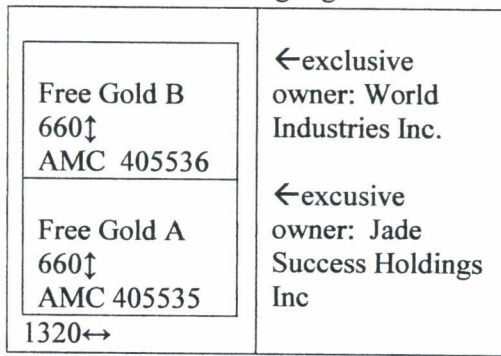 Free Gold B
660↕
AMC 405536
←exclusive
owner: World
Industries Inc.
Free Gold A
660↕
AMC 405535
←excusive
owner: Jade
Success Holdings
Inc
1320↔